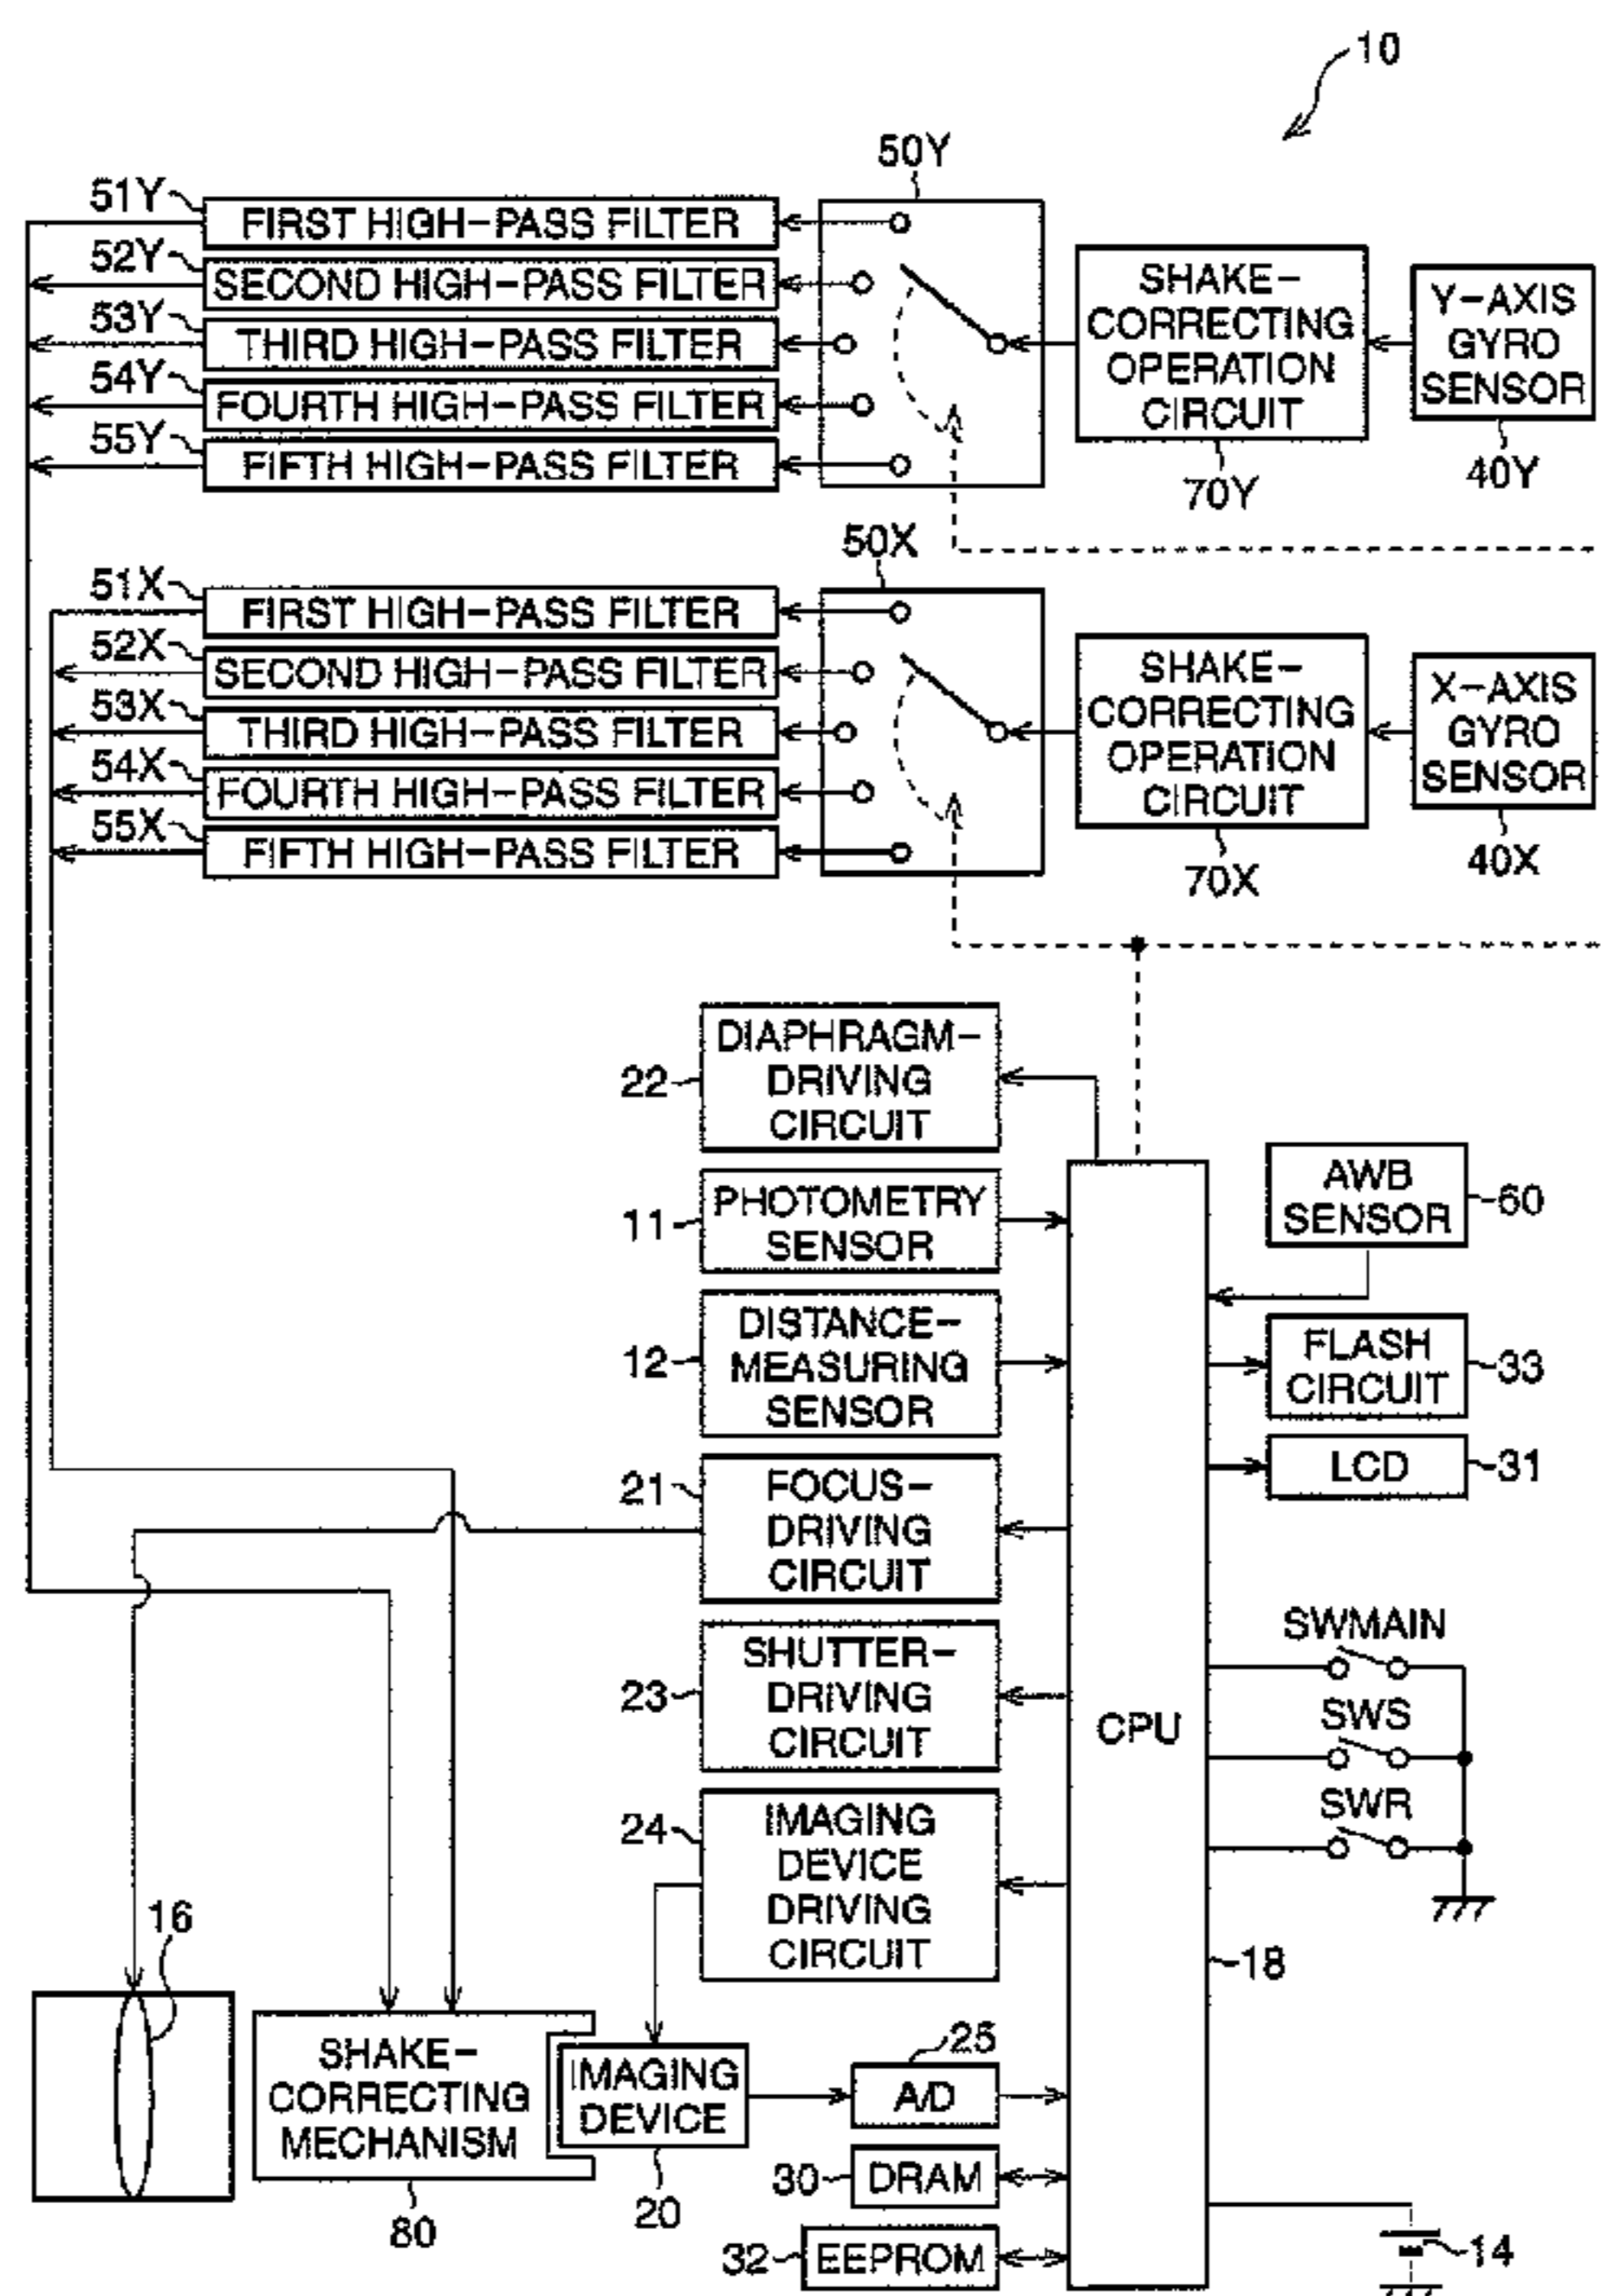 10
50Y
51Y
FIRST HIGH-PASS FILTER
52Y
SECOND HIGH-PASS FILTER
53Y
THIRD HIGH-PASS FILTER
54Y
FOURTH HIGH-PASS FILTER
55Y
FIFTH HIGH-PASS FILTER
SHAKE-
CORRECTING
OPERATION
CIRCUIT
70Y
Y-AXIS
GYRO
SENSOR
40Y
50X
51X
FIRST HIGH-PASS FILTER
52X
SECOND HIGH-PASS FILTER
53X
THIRD HIGH-PASS FILTER
54X
FOURTH HIGH-PASS FILTER
55X
FIFTH HIGH-PASS FILTER
SHAKE-
CORRECTING
OPERATION
CIRCUIT
70X
X-AXIS
GYRO
SENSOR
40X
22
DIAPHRAGM-
DRIVING
CIRCUIT
11
PHOTOMETRY
SENSOR
12
DISTANCE-
MEASURING
SENSOR
21
FOCUS-
DRIVING
CIRCUIT
23
SHUTTER-
DRIVING
CIRCUIT
24
IMAGING
DEVICE
DRIVING
CIRCUIT
CPU
18
AWB
SENSOR
60
FLASH
CIRCUIT
33
LCD
31
SWMAIN
SWS
SWR
16
SHAKE-
CORRECTING
MECHANISM
80
IMAGING
DEVICE
20
25
A/D
30
DRAM
32
EEPROM
14